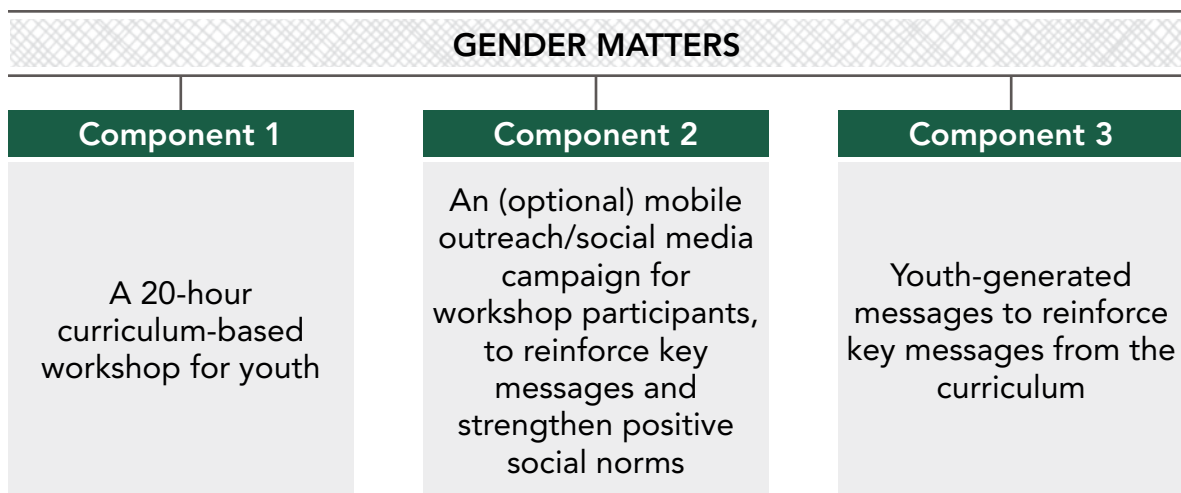 GENDER MATTERS
Component 1
A 20-hour
curriculum-based
workshop for youth
Component 2
An (optional) mobile
outreach/social media
campaign for
workshop participants,
to reinforce key
messages and
strengthen positive
social norms
Component 3
Youth-generated
messages to reinforce
key messages from the
curriculum